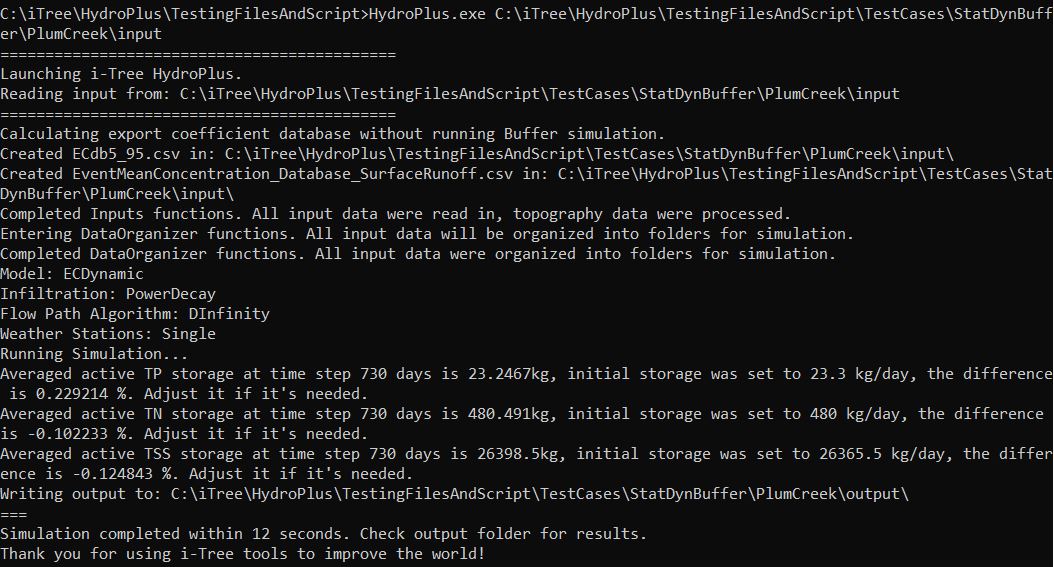 C:\iTree\HydroPlus\TestingFilesAndScript>HydroPlus.exe C:\iTree\HydroPlus\TestingFilesAndScript\TestCases\StatDynBuff
er\PlumCreek\input
============================================
Launching i-Tree HydroPlus.
Reading input from: C:\iTree\HydroPlus\TestingFilesAndScript\TestCases\StatDynBuffer\PlumCreek\input
============================================
Calculating export coefficient database without running Buffer simulation.
Created ECdb5_95.csv in: C:\iTree\HydroPlus\TestingFilesAndScript\TestCases\StatDynBuffer\PlumCreek\input\
Created EventMeanConcentration_Database_SurfaceRunoff.csv in: C:\iTree\HydroPlus\TestingFilesAndScript\TestCases\Stat
DynBuffer\PlumCreek\input\
Completed Inputs functions. All input data were read in, topography data were processed.
Entering DataOrganizer functions. All input data will be organized into folders for simulation.
Completed DataOrganizer functions. All input data were organized into folders for simulation.
Model: ECDynamic
Infiltration: PowerDecay
Flow Path Algorithm: DInfinity
Weather Stations: Single
Running Simulation...
Averaged active TP storage at time step 730 days is 23.2467kg, initial storage was set to 23.3 kg/day, the difference
 is 0.229214 %. Adjust it if it's needed.
Averaged active TN storage at time step 730 days is 480.491kg, initial storage was set to 480 kg/day, the difference
is -0.102233 %. Adjust it if it's needed.
Averaged active TSS storage at time step 730 days is 26398.5kg, initial storage was set to 26365.5 kg/day, the differ
ence is -0.124843 %. Adjust it if it's needed.
Writing output to: C:\iTree\HydroPlus\TestingFilesAndScript\TestCases\StatDynBuffer\PlumCreek\output\
===
Simulation completed within 12 seconds. Check output folder for results.
Thank you for using i-Tree tools to improve the world!